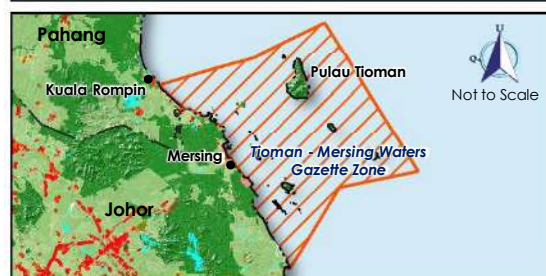 Pahang
U
Q
Pulau Tioman
Kuala Rompin
Not to Scale
Mersing
Tioman - Mersing Waters
Gazette Zone
Johor